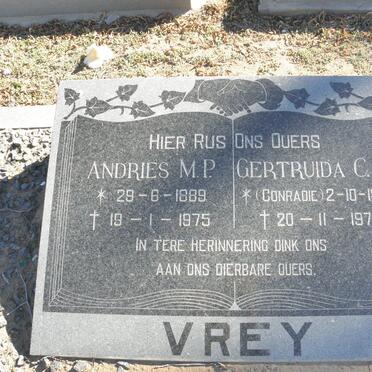 HIER RUS ONS OUERS
ANDRIES M.P. GERTRUIDA C.
* 29-6-1889 * (CONRADIE) 2-10-
† 19-1-1975 † 20-11-197
IN TERE HERINNERING DINK ONS
AAN ONS DIERBARE OUERS.
VREY